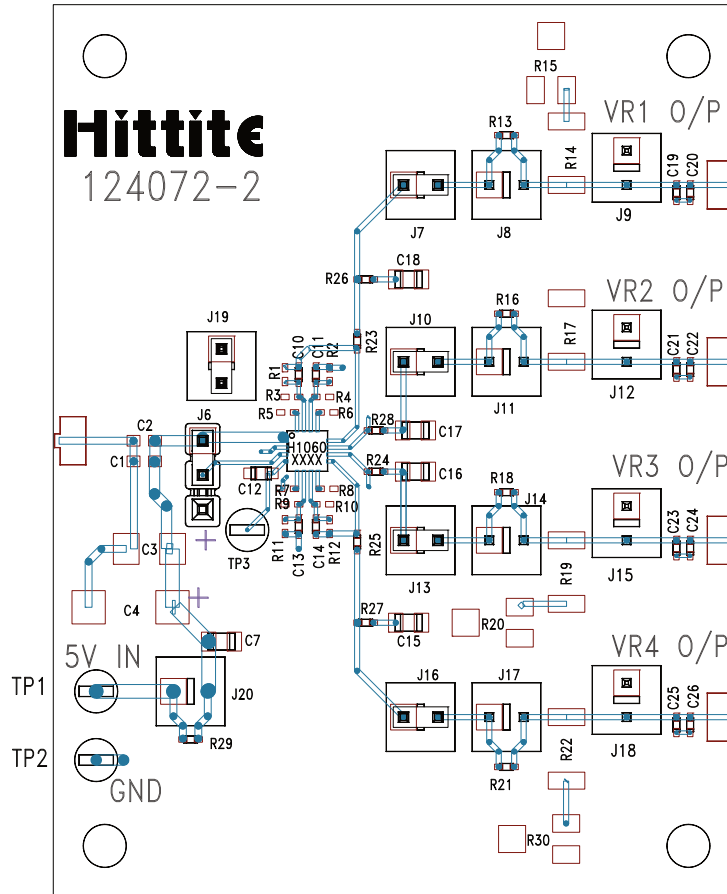 R15
VR1 O/P
Hittite
R13
R14
C19
C20
124072-2
J7
J8
J9
C18
R26
VR2 O/P
J19
R16
J10
R23
R17
C21
C22
C10
C11
R2
R1
J11
J12
R3
R4
J6
R5
R6
C2
R28
C17
H1060
XXXX
C1
R24
C16
VR3 O/P
C12
R18
R7
R8
R9
R10
J14
C23
C24
C3
TP3
R11
C13
C14
R12
R25
J13
J15
R19
C4
R27
C15
R20
5V IN
C7
VR4 O/P
TP1
J20
J16
J17
C25
C26
R29
R22
J18
TP2
GND
R21
R30